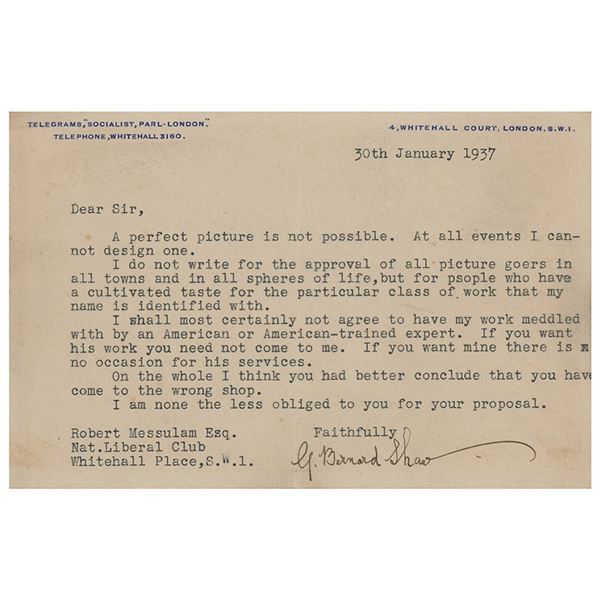 TELEGRAMS, "SOCIALIST, PARL-LONDON."
TELEPHONE, WHITEHALL 3160.
4, WHITEHALL COURT, LONDON, S.W.1.
30th January 1937
Dear Sir,
A perfect picture is not possible. At all events I can-
not design one.
I do not write for the approval of all picture goers in
all towns and in all spheres of life,but for psople who have
a cultivated taste for the particular class of work that my
name is identified with.
I shall most certainly not agree to have my work meddled
with by an American or American-trained expert. If you want
his work you need not come to me. If you want mine there is
no occasion for his services.
On the whole I think you had better conclude that you have
come to the wrong shop.
I am none the less obliged to you for your proposal.
Robert Messulam Esq.
Nat.Liberal Club
Whitehall Place,S.W.1.
Faithfully
G. Bernard Shaw